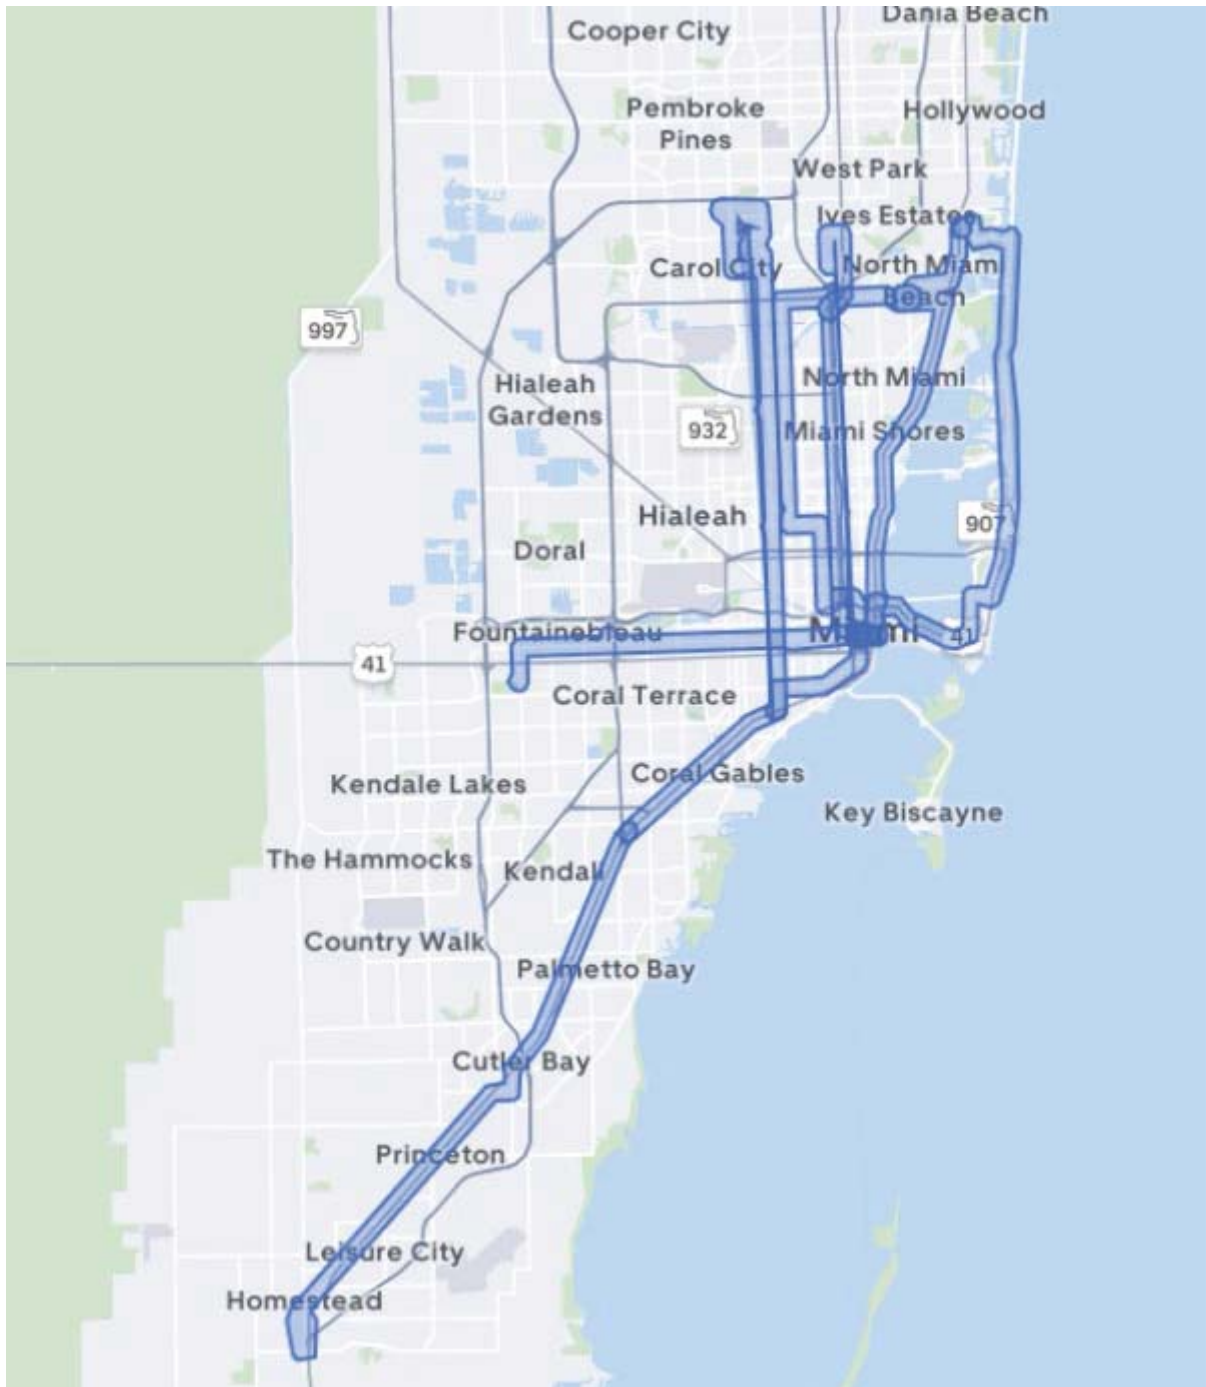 Dania Beach
Cooper City
Pembroke
Pines
Hollywood
West Park
Ives Estates
Carol City
North Miam
Beach
997
Hialeah
Gardens
North Miami
932
Miami Shores
Hialeah
907
Doral
Fountainebleau
Miami
41
41
Coral Terrace
Coral Gables
Kendale Lakes
Key Biscayne
The Hammocks
Kendall
Country Walk
Palmetto Bay
Cutler Bay
Princeton
Leisure City
Homestead